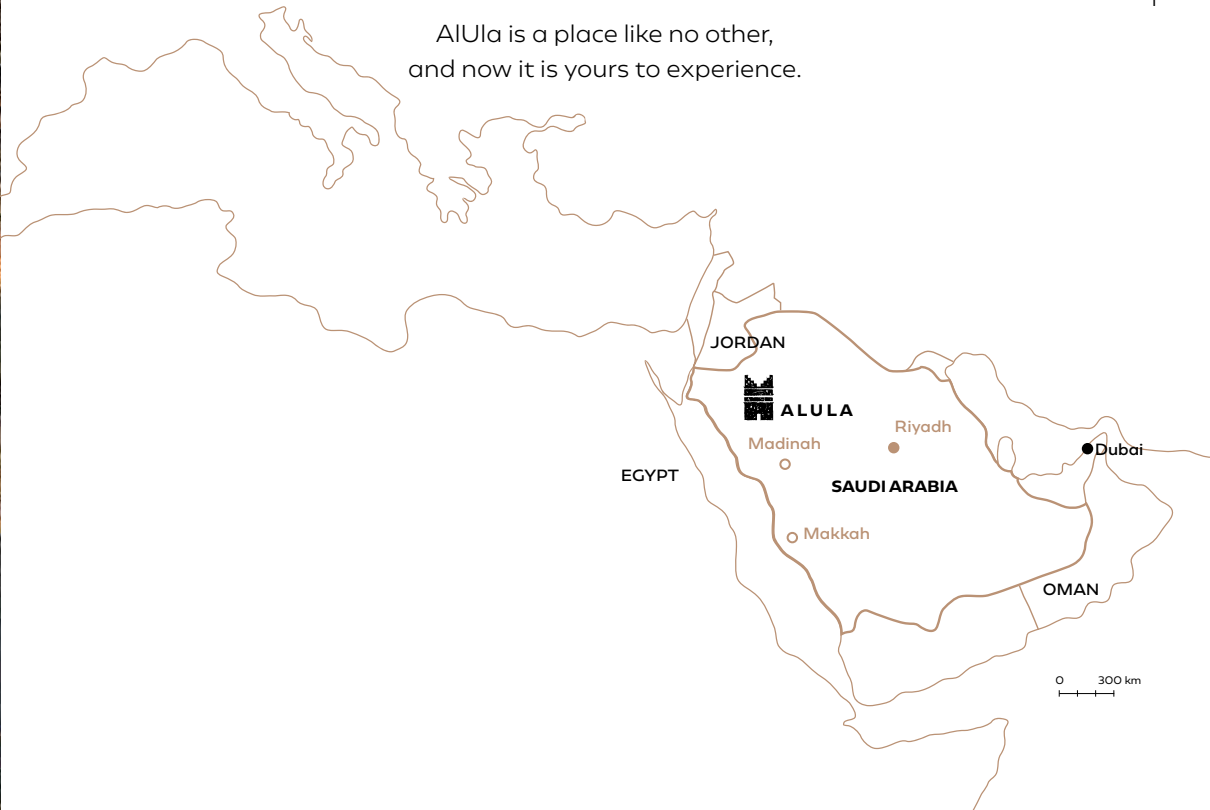 AlUla is a place like no other,
and now it is yours to experience.
JORDAN
ALULA
Riyadh
Madinah
Dubai
EGYPT
SAUDI ARABIA
Makkah
OMAN
0 300 km